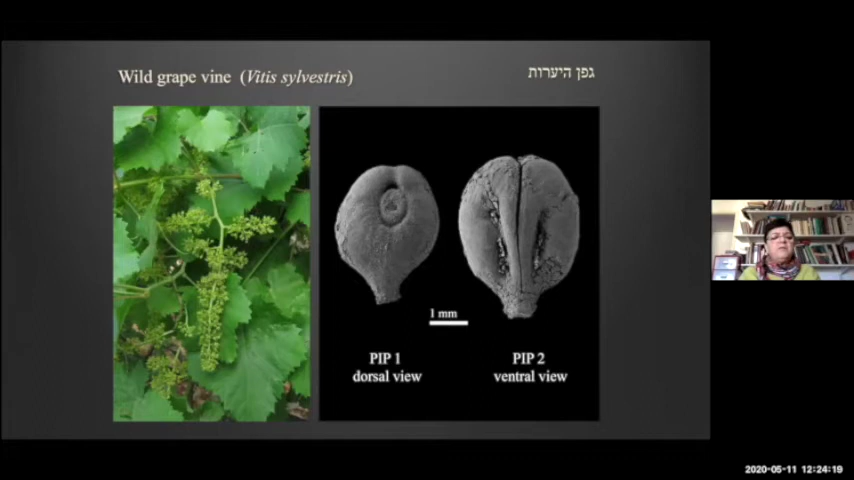 Wild grape vine (Vitis sylvestris)
גפן היערות
1 mm
PIP 1
dorsal view
PIP 2
ventral view
2020-05-11 12:24:19